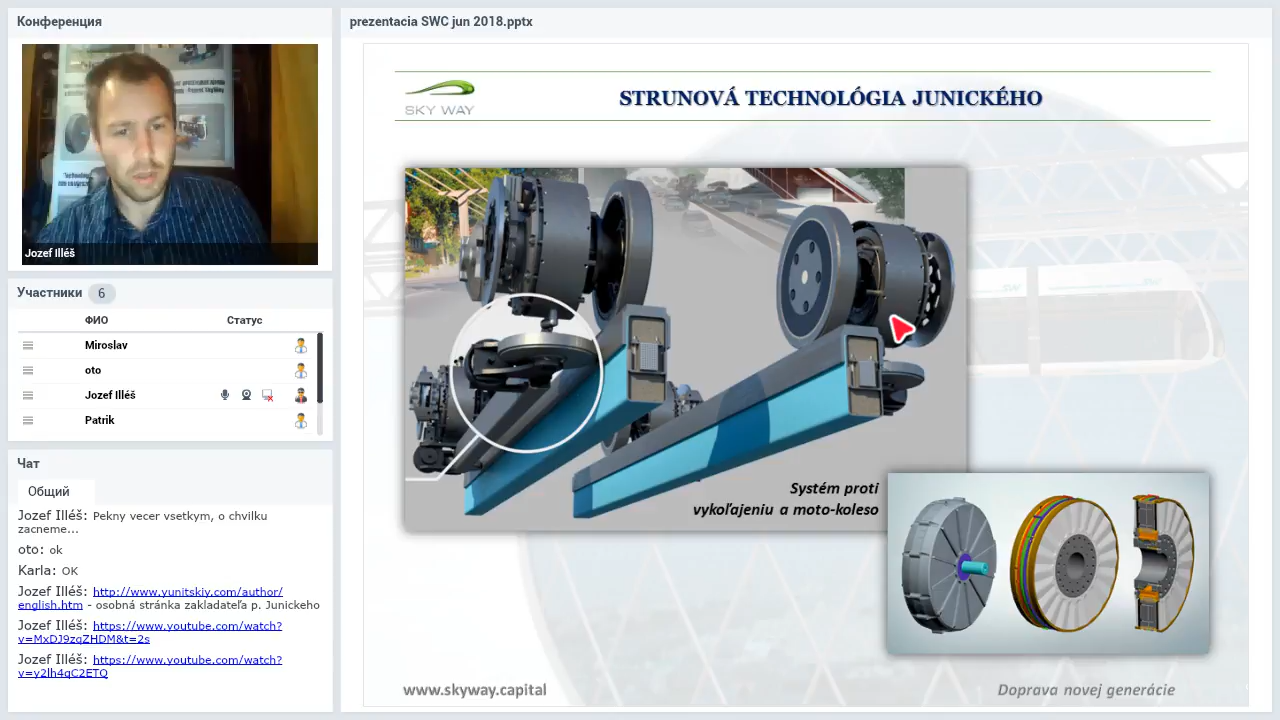 Конференция
Jozef Illéš
Участники 6
ФИО Статус
Miroslav
oto
Jozef Illéš
Patrik
Чат
Общий
Jozef Illéš: Pekny vecer vsetkym, o chvilku
zacneme...
oto: ok
Karla: OK
Jozef Illéš: http://www.yunitskiy.com/author/
english.htm - osobná stránka zakladateľa p. Junickeho
Jozef Illéš: https://www.youtube.com/watch?
v=MxDJ9zqZHDM&t=2s
Jozef Illéš: https://www.youtube.com/watch?
v=y2lh4qC2ETQ
prezentacia SWC jun 2018.pptx
SKY WAY
STRUNOVÁ TECHNOLÓGIA JUNICKÉHO
Systém proti
vykoľajeniu a moto-koleso
www.skyway.capital
Doprava novej generácie